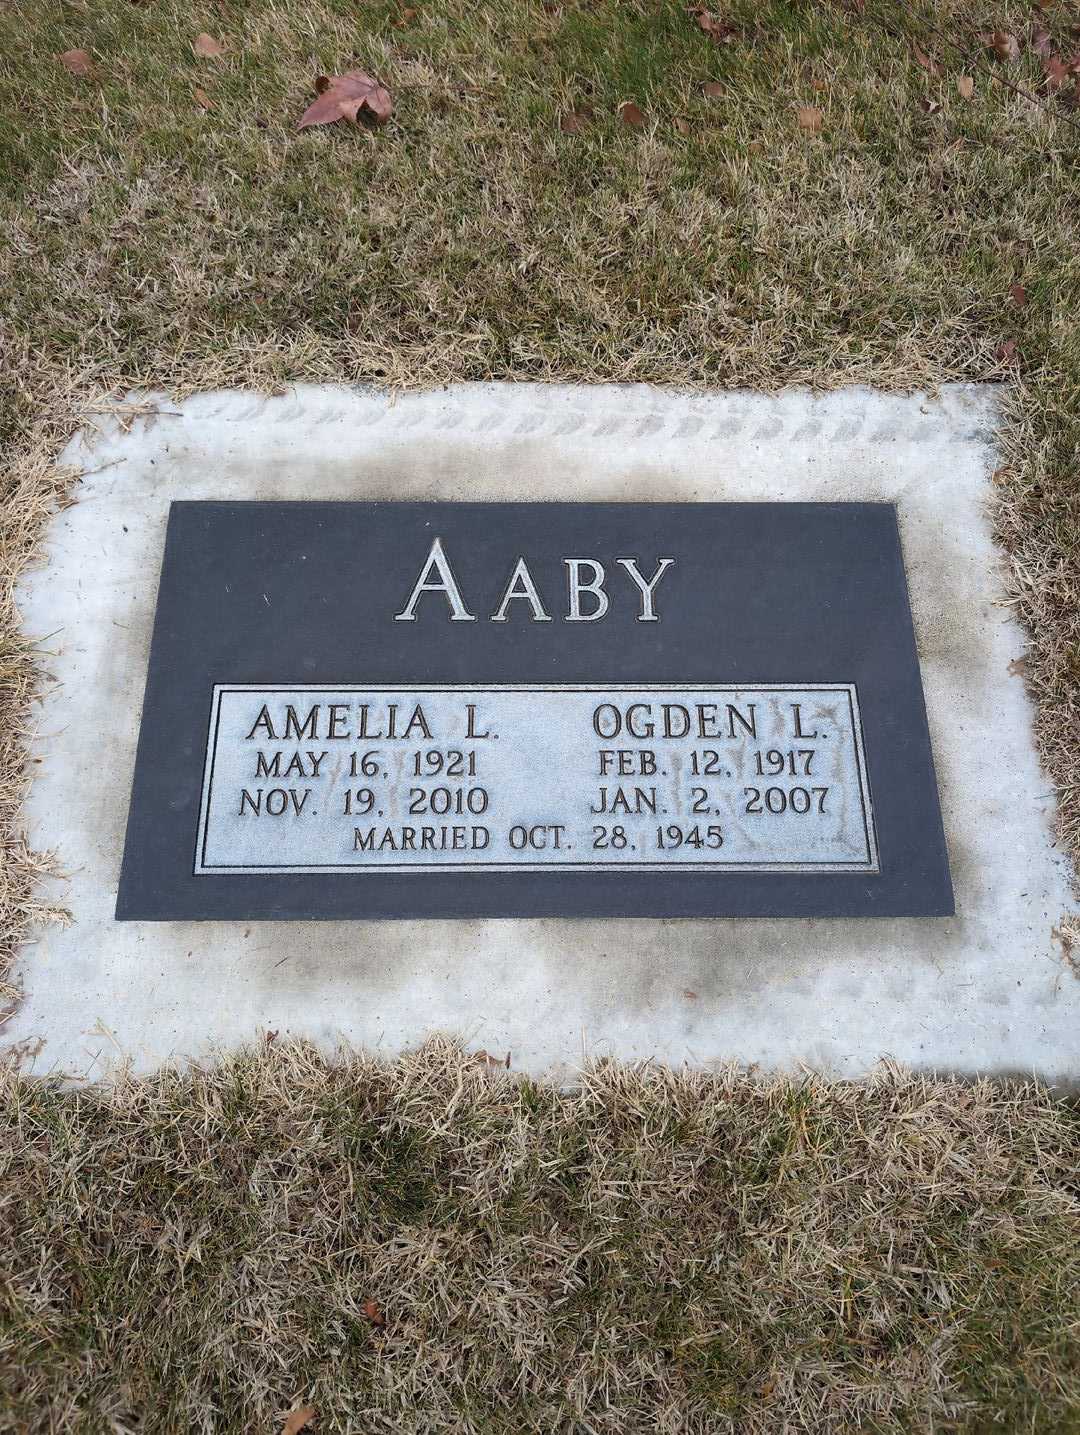 AABY
AMELIA L. OGDEN L.
MAY 16, 1921 FEB. 12, 1917
NOV. 19, 2010 JAN. 2, 2007
MARRIED OCT. 28, 1945